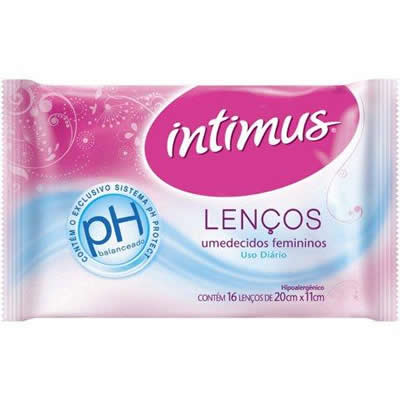 intimus
LENÇOS
umedecidos femininos
Uso Diário
CONTÉM O EXCLUSIVO SISTEMA pH PROTECT
pH
balanceado
Hipoalergênico
CONTÉM 16 LENÇOS DE 20cm x 11cm